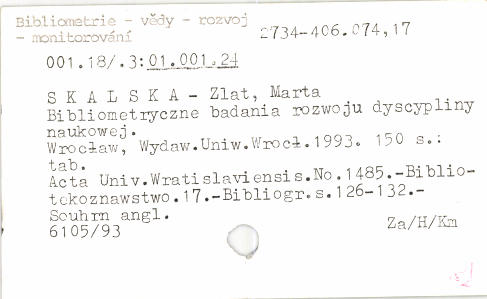 Bibliometrie - vědy - rozvoj
- monitorování
2734-406.074,17
001.18/.3:01.001.24
S K A L S K A - Zlat, Marta
Bibliometryczne badania rozwoju dyscypliny
naukowej.
Wrocław, Wydaw.Uniw.Wrocł.1993. 150 s.:
tab.
Acta Univ.Wratislaviensis.No.1485.-Biblio-
tekoznawstwo.17.-Bibliogr.s.126-132.-
Souhrn angl.
6105/93
Za/H/Km